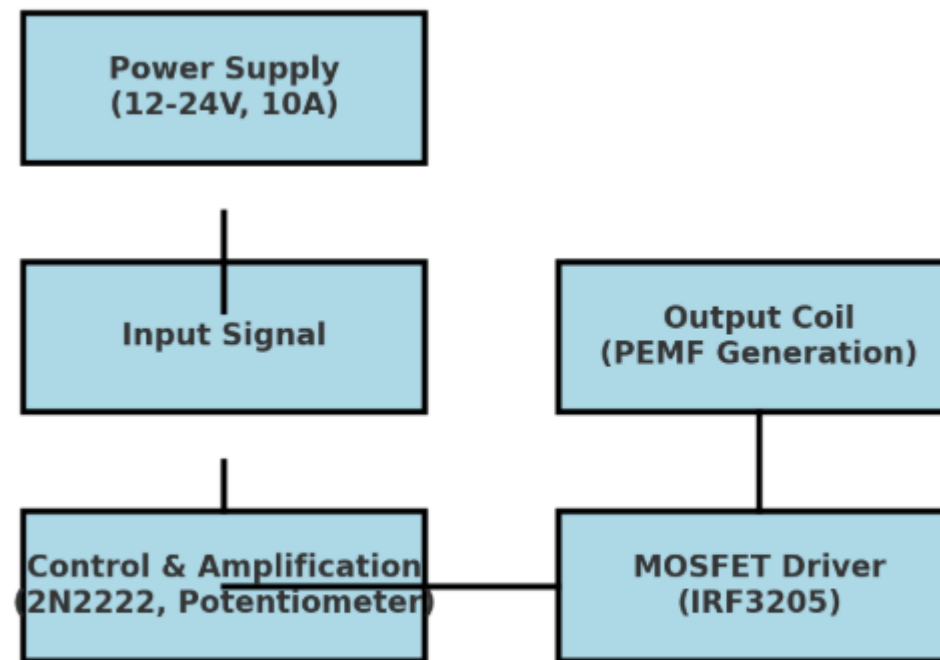 Power Supply
(12-24V, 10A)
Input Signal
Output Coil
(PEMF Generation)
Control & Amplification
(2N2222, Potentiometer)
MOSFET Driver
(IRF3205)